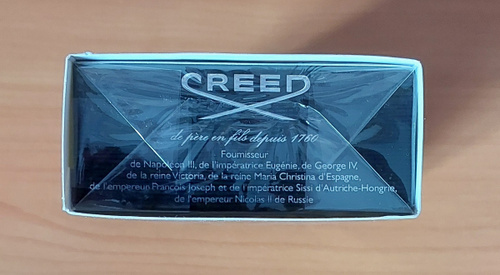 CREED
de père en fils depuis 1760
Fournisseur
de Napoléon III, de l'impératrice Eugénie, de George IV,
de la reine Victoria, de la reine Maria Christina d'Espagne,
de l'empereur François Joseph et de l'impératrice Sissi d'Autriche-Hongrie,
de l'empereur Nicolas II de Russie